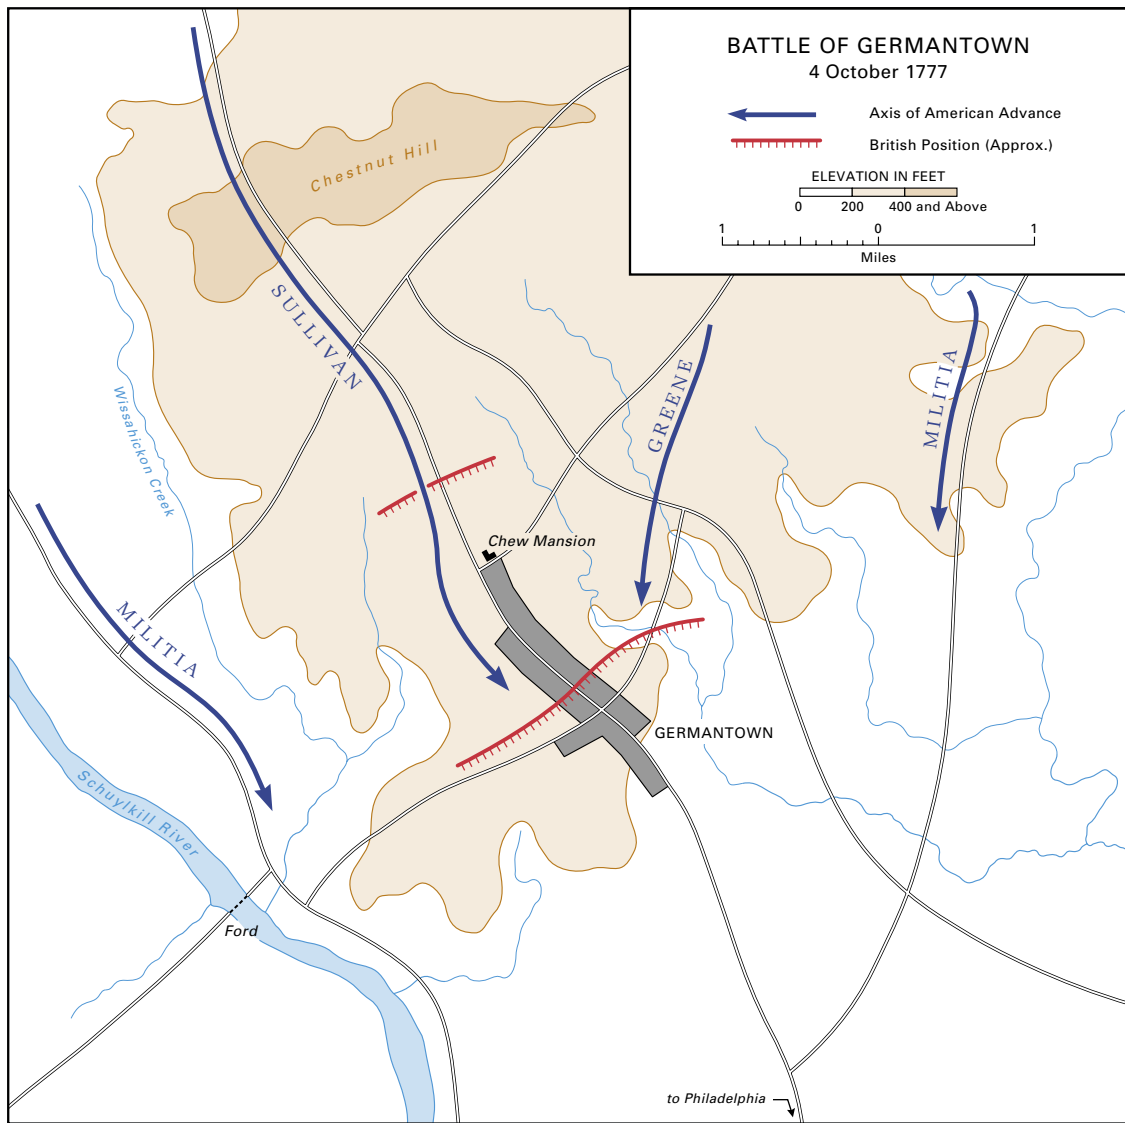 BATTLE OF GERMANTOWN
4 October 1777
Axis of American Advance
British Position (Approx.)
ELEVATION IN FEET
0 200 400 and Above
1 0 1
Miles
Chestnut Hill
SULLIVAN
GREENE
MILITIA
Wissahickon Creek
Chew Mansion
MILITIA
GERMANTOWN
Schuylkill River
Ford
to Philadelphia